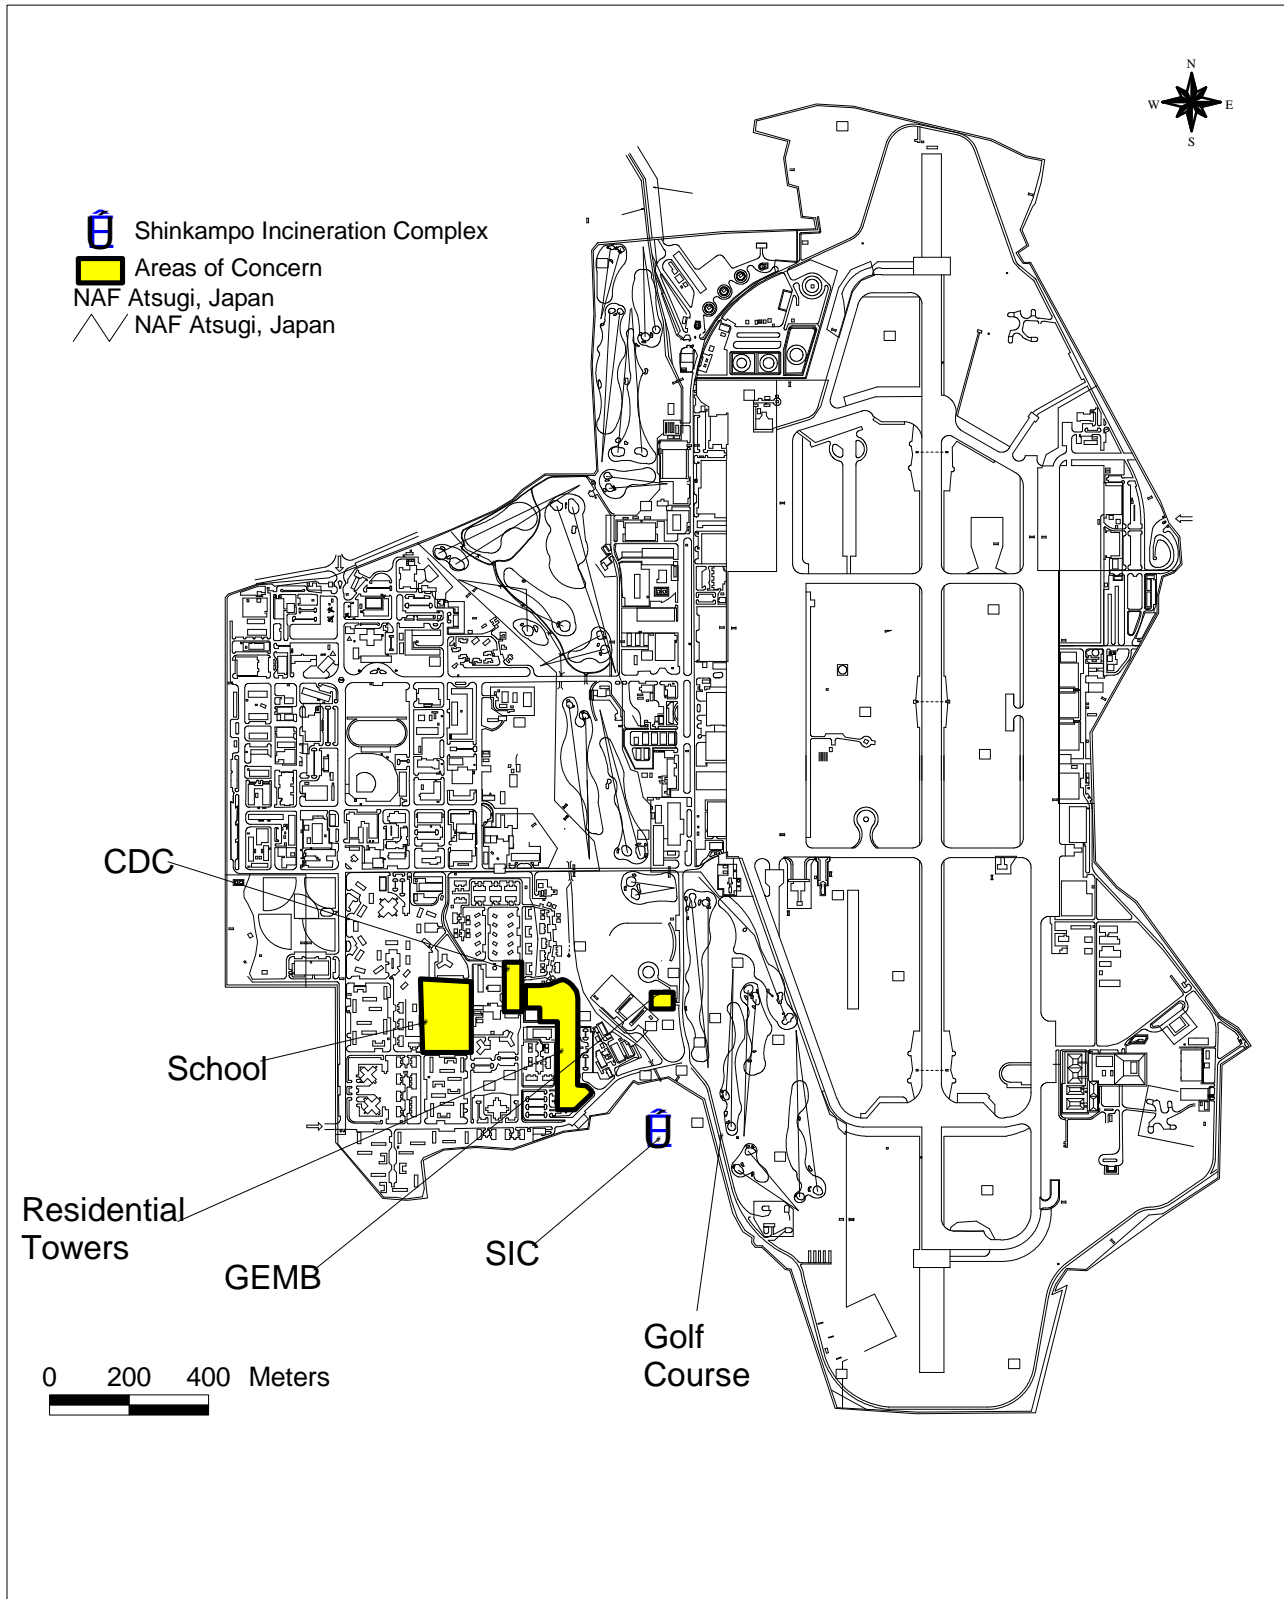 N
W
E
S
Shinkampo Incineration Complex
Areas of Concern
NAF Atsugi, Japan
NAF Atsugi, Japan
CDC
School
Residential
Towers
GEMB
SIC
Golf
Course
0 200 400 Meters